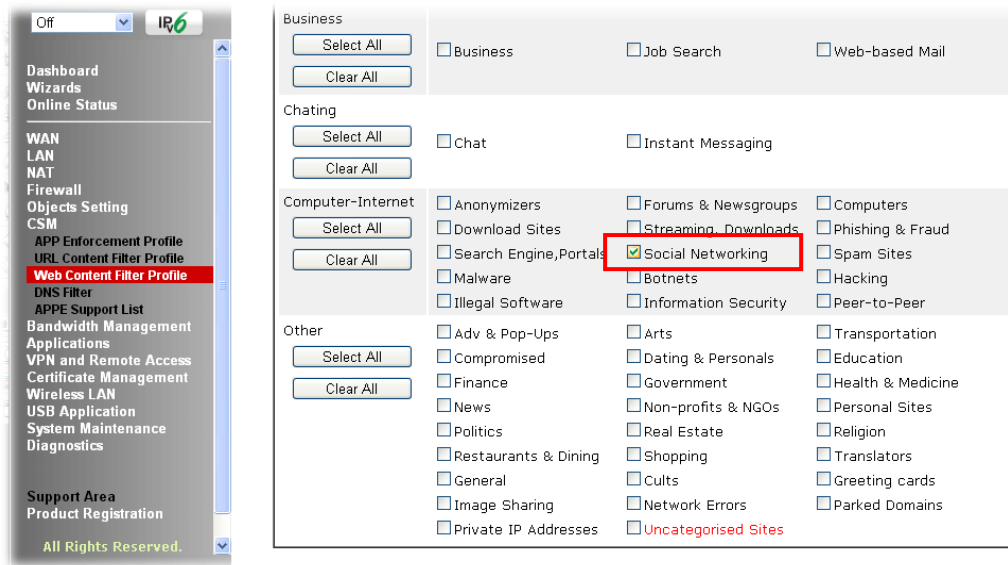 Off
IPv6
Dashboard
Wizards
Online Status
WAN
LAN
NAT
Firewall
Objects Setting
CSM
APP Enforcement Profile
URL Content Filter Profile
Web Content Filter Profile
DNS Filter
APPE Support List
Bandwidth Management
Applications
VPN and Remote Access
Certificate Management
Wireless LAN
USB Application
System Maintenance
Diagnostics
Support Area
Product Registration
All Rights Reserved.
Business
Select All
Clear All
Business Job Search Web-based Mail
Chating
Select All
Clear All
Chat Instant Messaging
Computer-Internet
Select All
Clear All
Anonymizers Forums & Newsgroups Computers
Download Sites Streaming, Downloads Phishing & Fraud
Search Engine,Portals Social Networking Spam Sites
Malware Botnets Hacking
Illegal Software Information Security Peer-to-Peer
Other
Select All
Clear All
Adv & Pop-Ups Arts Transportation
Compromised Dating & Personals Education
Finance Government Health & Medicine
News Non-profits & NGOs Personal Sites
Politics Real Estate Religion
Restaurants & Dining Shopping Translators
General Cults Greeting cards
Image Sharing Network Errors Parked Domains
Private IP Addresses Uncategorised Sites